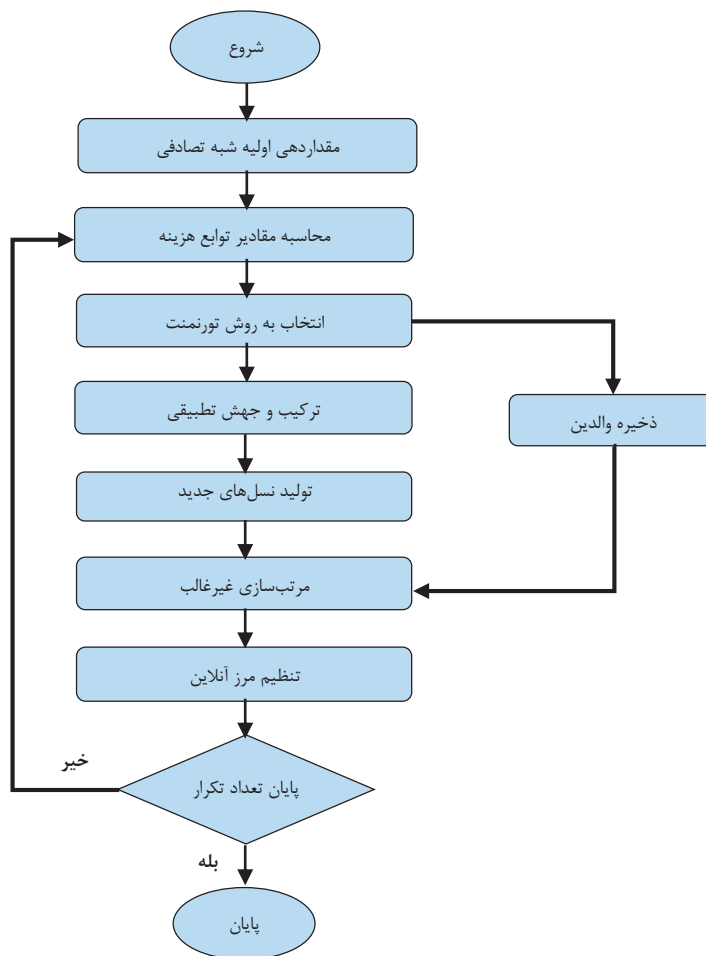 شروع
مقداردهی اولیه شبه تصادفی
محاسبه مقادیر توابع هزینه
انتخاب به روش تورنمنت
ترکیب و جهش تطبیقی
ذخیره والدین
تولید نسل‌های جدید
مرتب‌سازی غیرغالب
تنظیم مرز آنلاین
خیر
پایان تعداد تکرار
بله
پایان